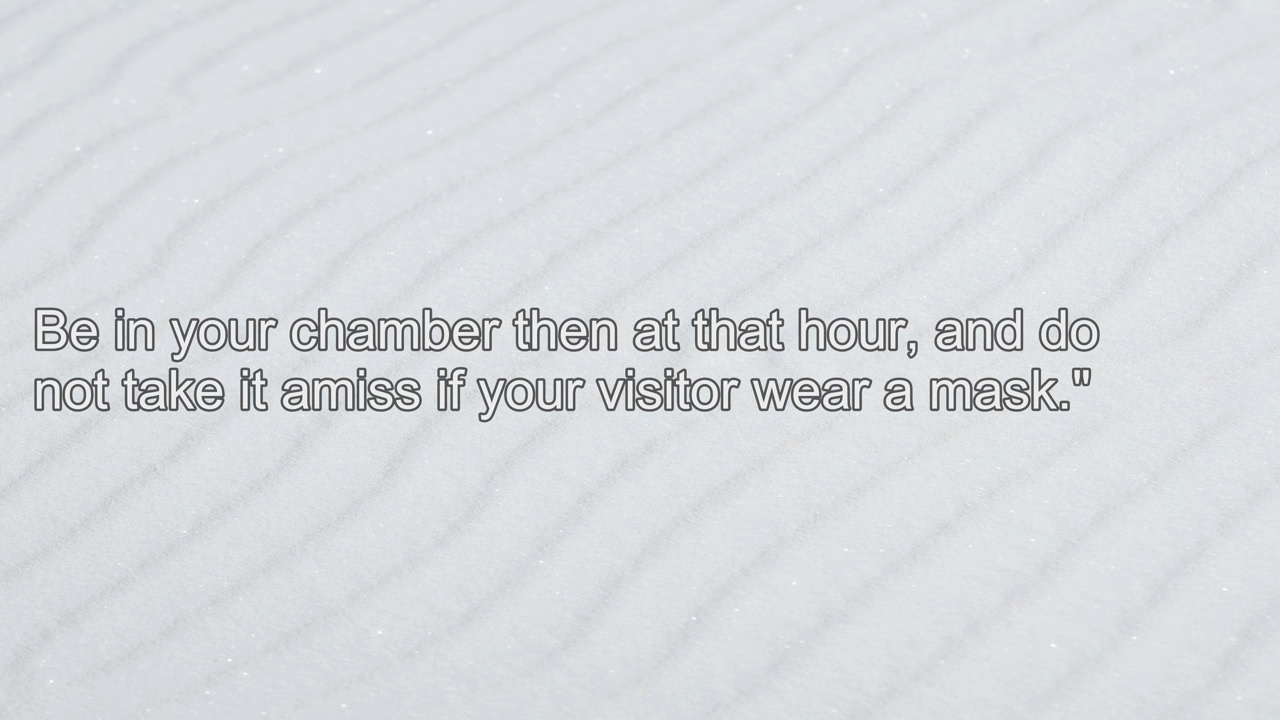 Be in your chamber then at that hour, and do
not take it amiss if your visitor wear a mask."